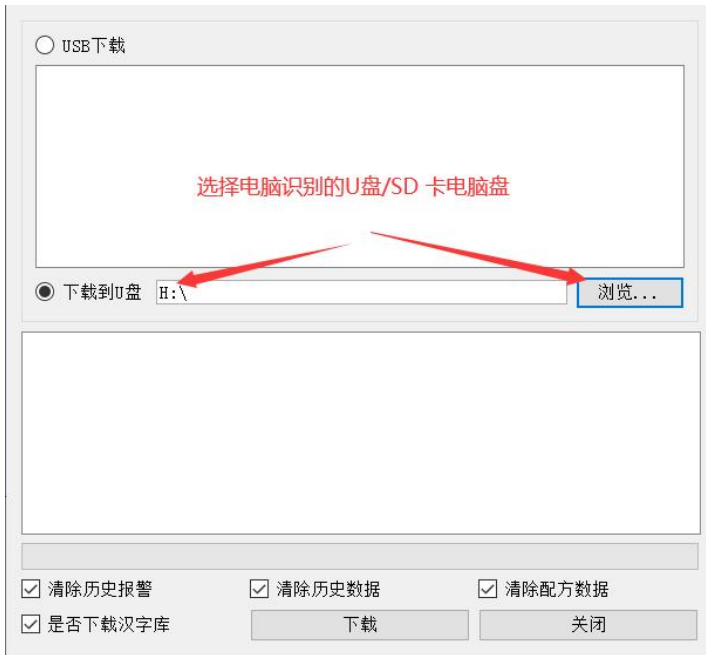 USB下载
选择电脑识别的U盘/SD 卡电脑盘
下载到U盘 H:\ 浏览...
清除历史报警 清除历史数据 清除配方数据
是否下载汉字库 下载 关闭